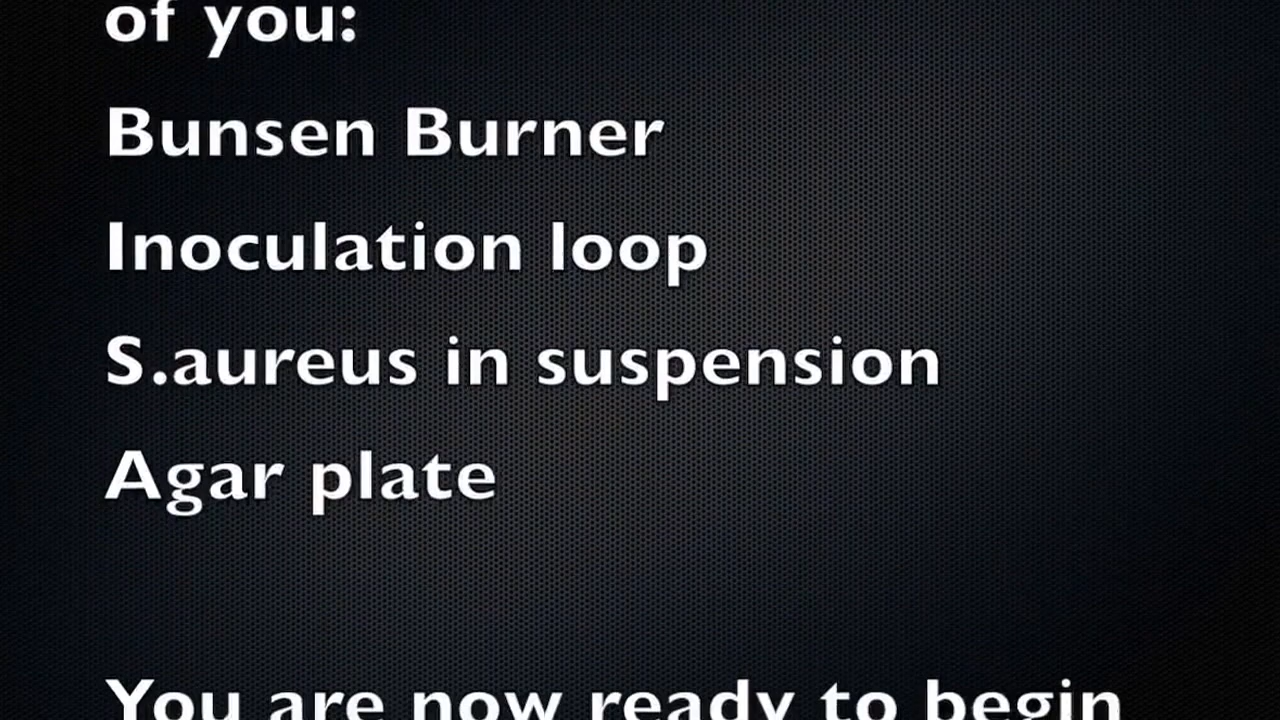 of you:
Bunsen Burner
Inoculation loop
S.aureus in suspension
Agar plate
You are now ready to begin